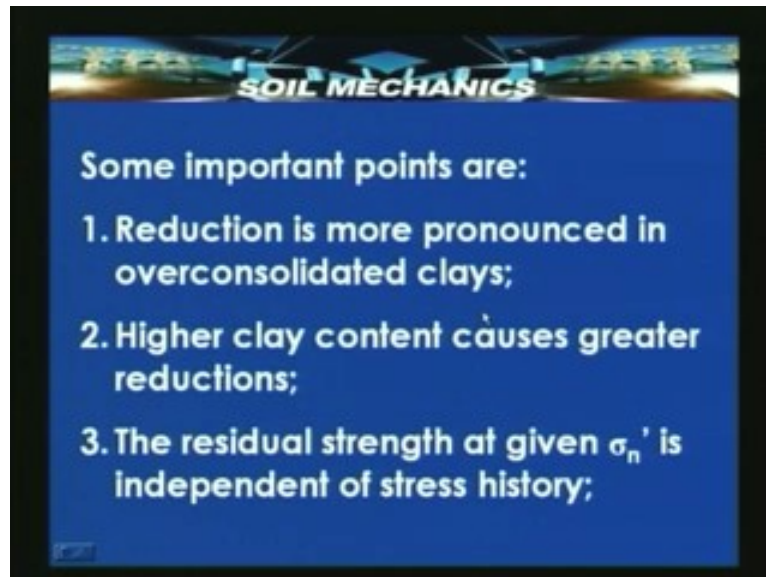 SOIL MECHANICS
Some important points are:
1. Reduction is more pronounced in
overconsolidated clays;
2. Higher clay content causes greater
reductions;
3. The residual strength at given σn’ is
independent of stress history;